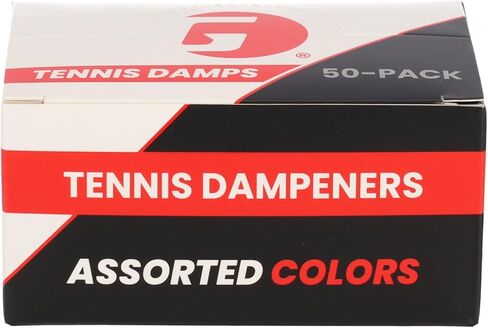 TENNIS DAMPS 50-PACK
TENNIS DAMPENERS
ASSORTED COLORS